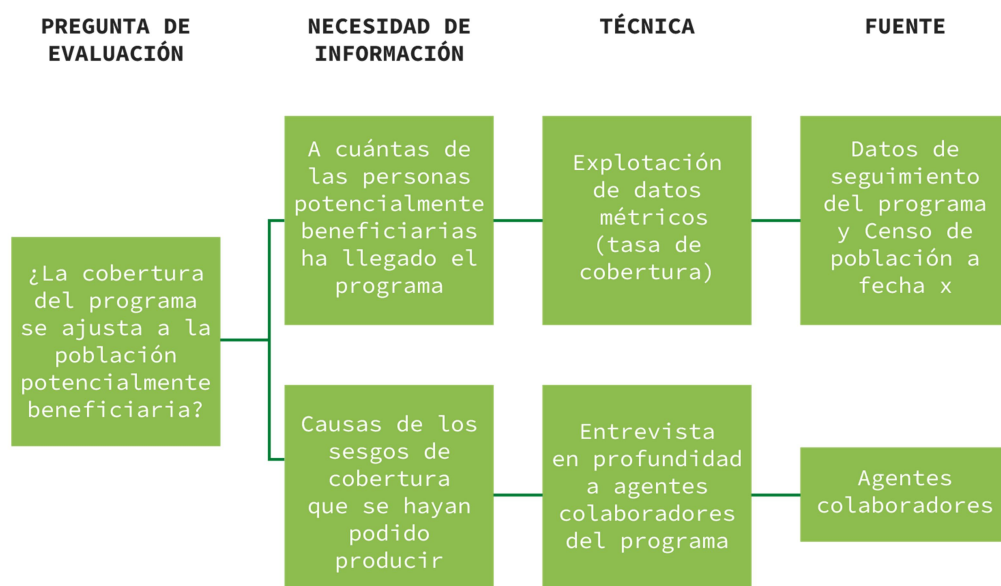 PREGUNTA DE
EVALUACIÓN
NECESIDAD DE
INFORMACIÓN
TÉCNICA
FUENTE
¿La cobertura
del programa
se ajusta a la
población
potencialmente
beneficiaria?
A cuántas de
las personas
potencialmente
beneficiarias
ha llegado el
programa
Explotación
de datos
métricos
(tasa de
cobertura)
Datos de
seguimiento
del programa
y Censo de
población a
fecha x
Causas de los
sesgos de
cobertura
que se hayan
podido
producir
Entrevista
en profundidad
a agentes
colaboradores
del programa
Agentes
colaboradores